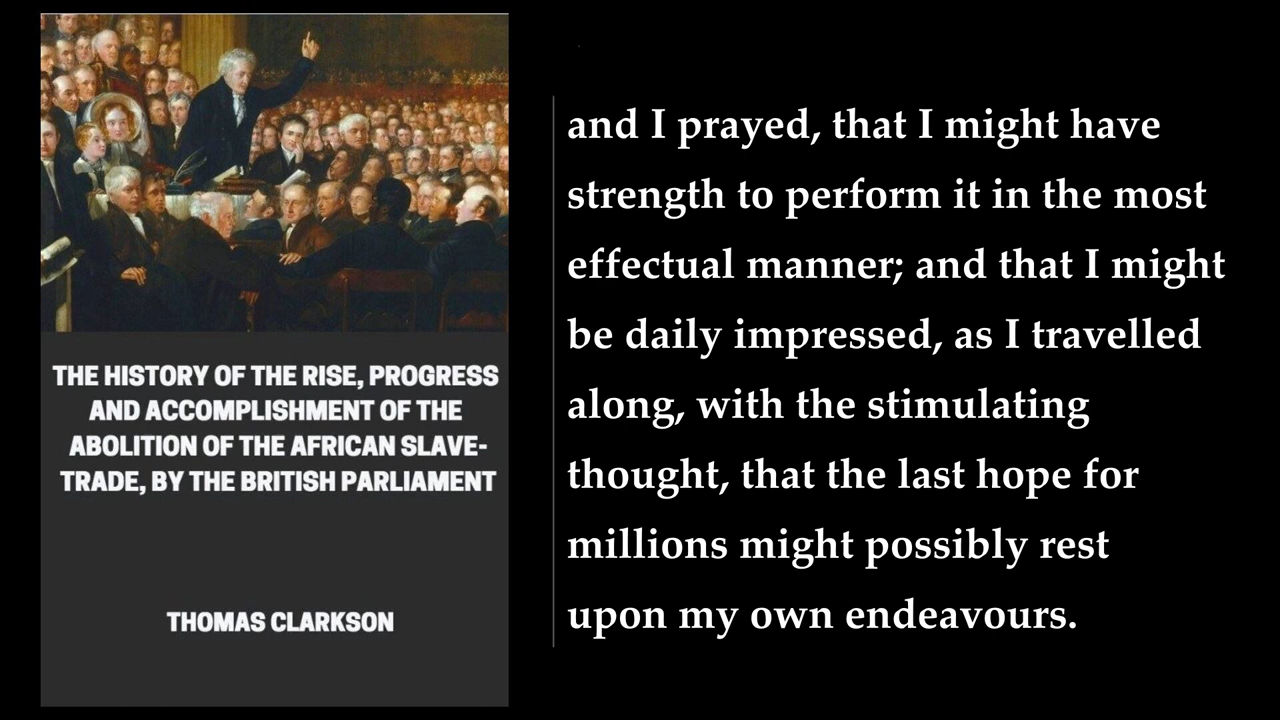 THE HISTORY OF THE RISE, PROGRESS
AND ACCOMPLISHMENT OF THE
ABOLITION OF THE AFRICAN SLAVE-
TRADE, BY THE BRITISH PARLIAMENT
THOMAS CLARKSON
and I prayed, that I might have
strength to perform it in the most
effectual manner; and that I might
be daily impressed, as I travelled
along, with the stimulating
thought, that the last hope for
millions might possibly rest
upon my own endeavours.